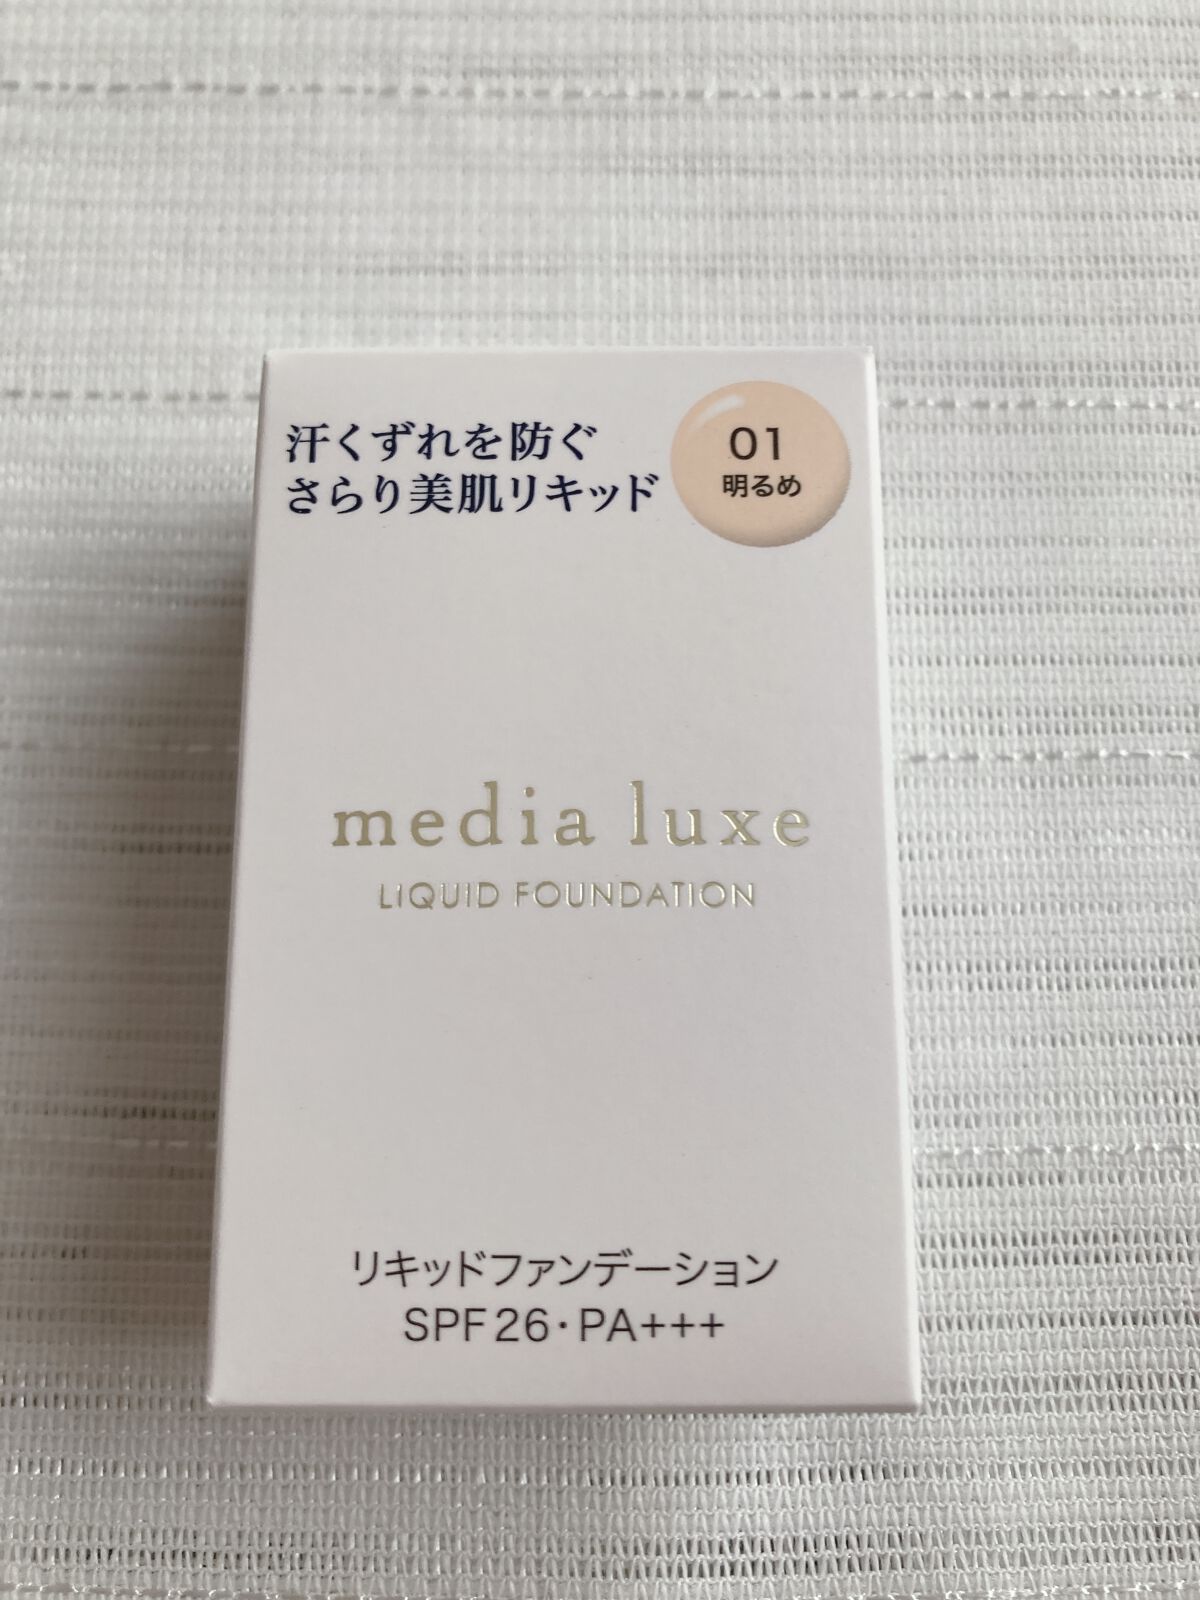 汗くずれを防ぐ
さらり美肌リキッド
01
明るめ
media luxe
LIQUID FOUNDATION
リキッドファンデーション
SPF26・PA+++